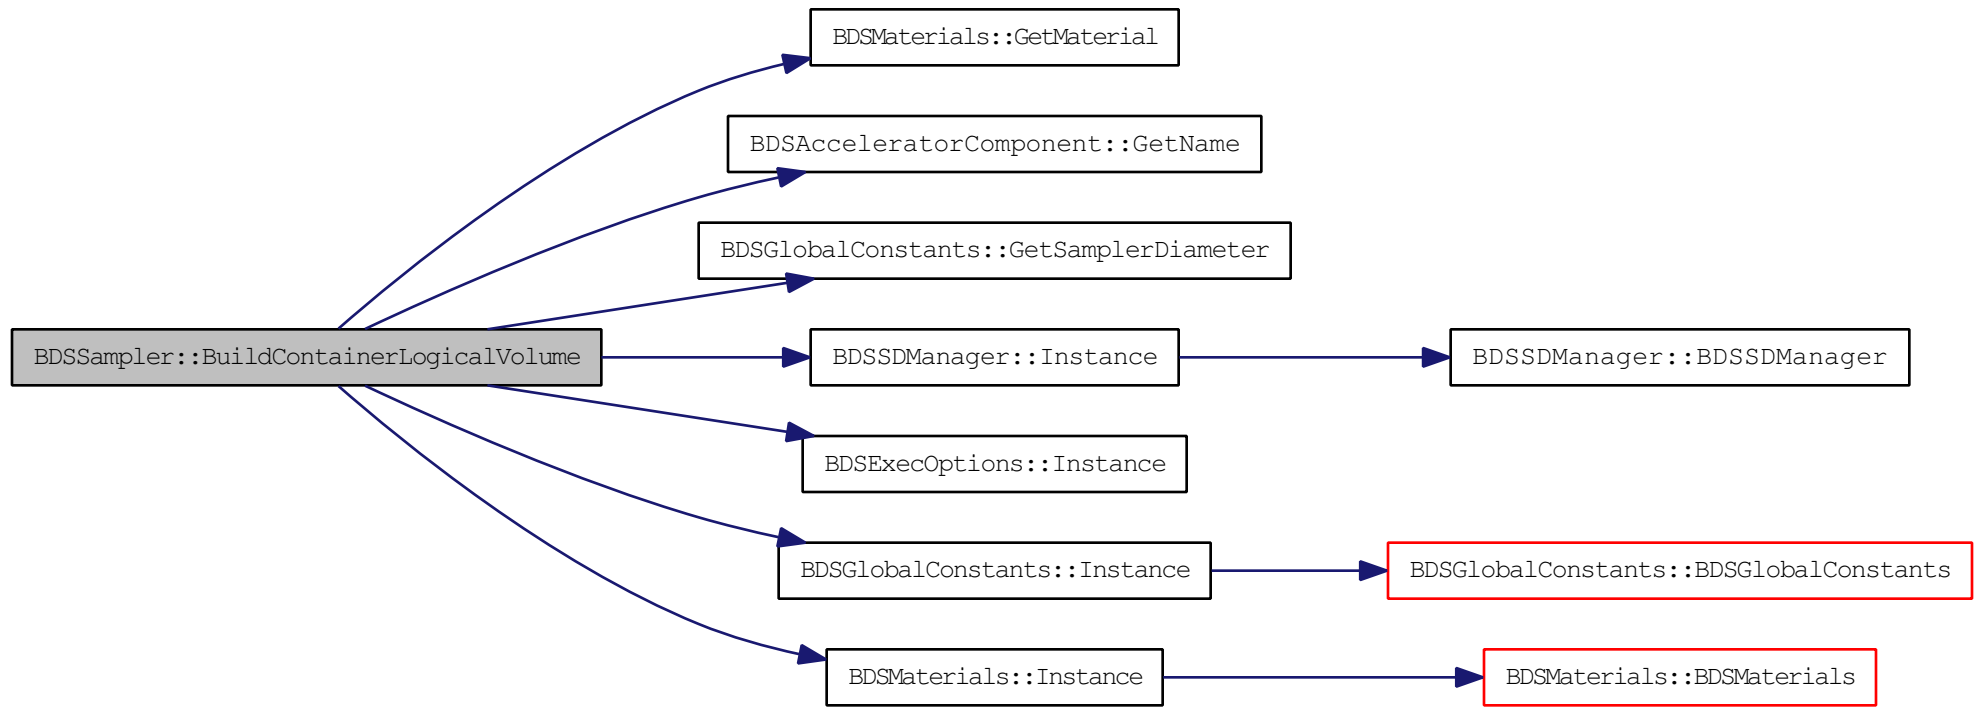 BDSMaterials::GetMaterial
BDSAcceleratorComponent::GetName
BDSGlobalConstants::GetSamplerDiameter
BDSSampler::BuildContainerLogicalVolume
BDSSDManager::Instance
BDSSDManager::BDSSDManager
BDSExecOptions::Instance
BDSGlobalConstants::Instance
BDSGlobalConstants::BDSGlobalConstants
BDSMaterials::Instance
BDSMaterials::BDSMaterials